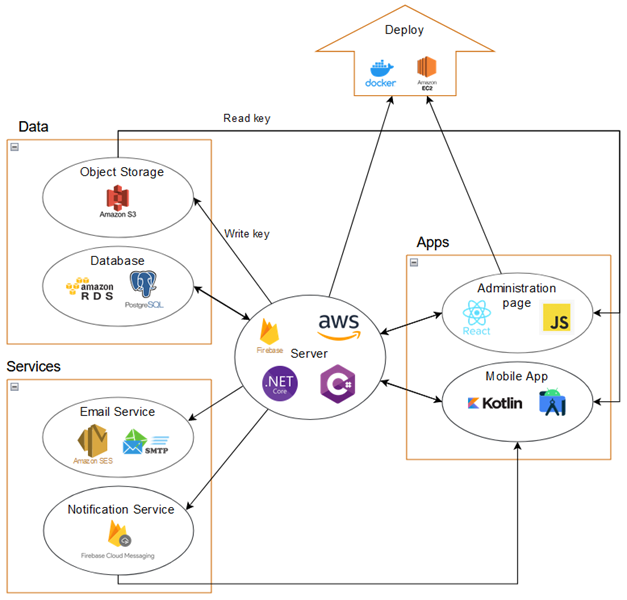 Deploy
docker
Amazon
EC2
Read key
Data
Object Storage
Amazon S3
Write key
Database
amazon
RDS
PostgreSQL
Apps
Administration
page
React
JS
Mobile App
Kotlin
Firebase
aws
Server
.NET
Core
C#
Services
Email Service
Amazon SES
SMTP
Notification Service
Firebase Cloud Messaging